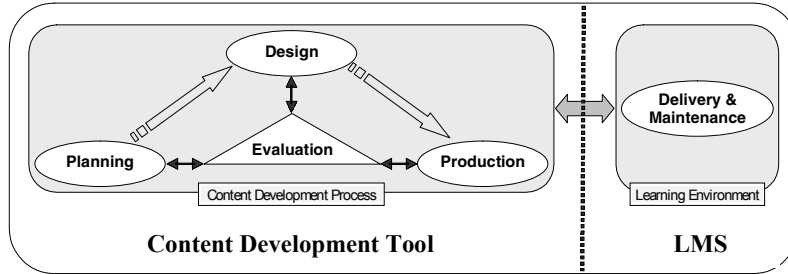 Design
Delivery &
Maintenance
Planning
Evaluation
Production
Content Development Process
Learning Environment
Content Development Tool
LMS